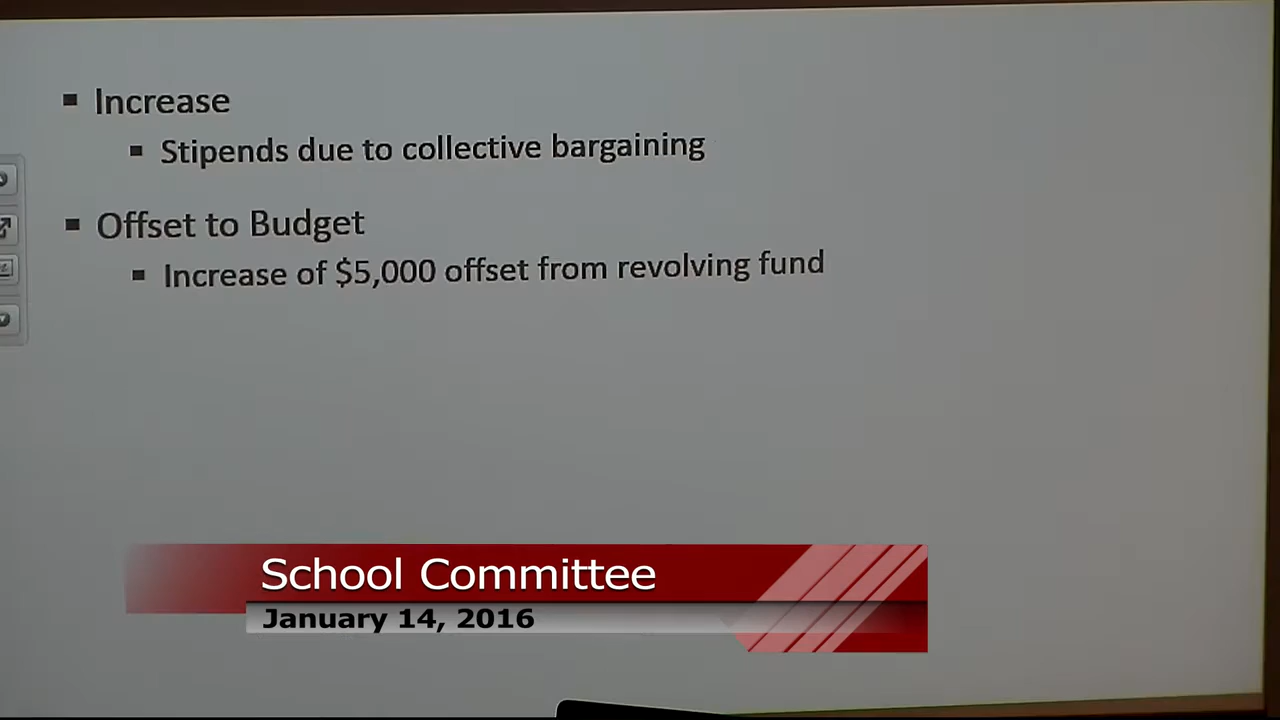 Increase
Stipends due to collective bargaining
Offset to Budget
Increase of $5,000 offset from revolving fund
School Committee
January 14, 2016